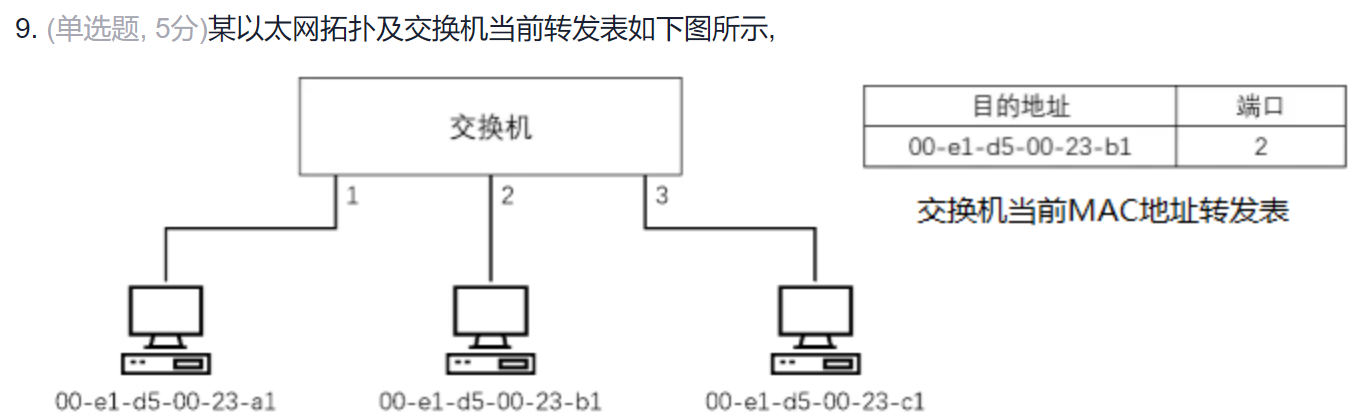 9. (单选题, 5分)某以太网拓扑及交换机当前转发表如下图所示,
交换机
1 2 3
目的地址 端口
00-e1-d5-00-23-b1 2
交换机当前MAC地址转发表
00-e1-d5-00-23-a1 00-e1-d5-00-23-b1 00-e1-d5-00-23-c1